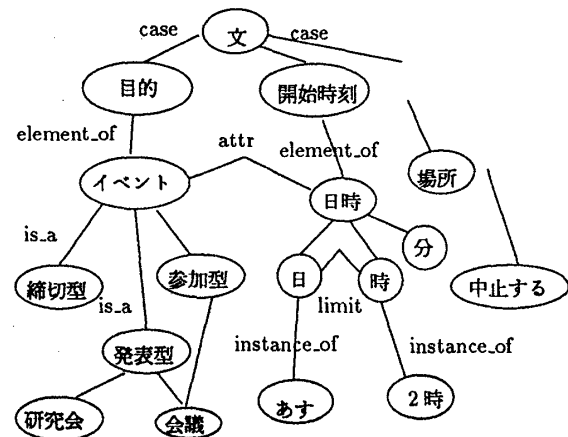 case 文 case
目的 開始時刻
element_of attr element_of 場所
イベント 日時
is_a 分
締切型 参加型 日 時 中止する
is_a limit
発表型 instance_of instance_of
研究会 会議 あす 2時